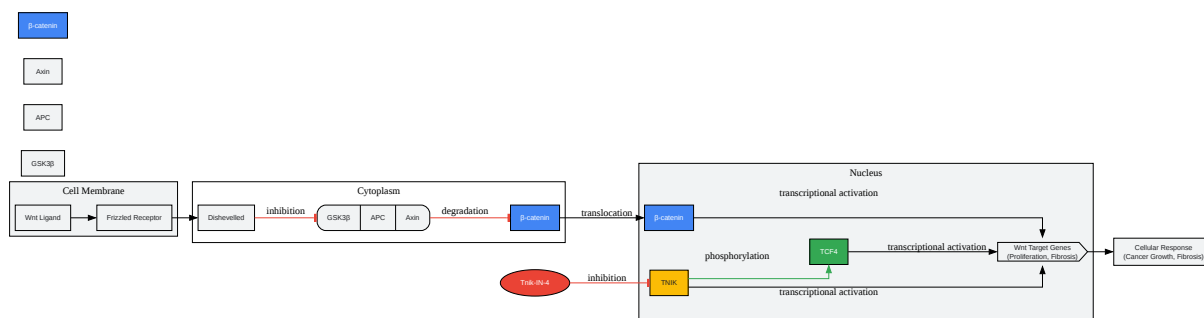 β-catenin
Axin
APC
GSK3β
Cell Membrane
Wnt Ligand
Frizzled Receptor
Cytoplasm
Dishevelled
inhibition
GSK3β
APC
Axin
degradation
β-catenin
translocation
Nucleus
transcriptional activation
β-catenin
phosphorylation
TCF4
transcriptional activation
Wnt Target Genes
(Proliferation, Fibrosis)
Cellular Response
(Cancer Growth, Fibrosis)
Tnik-IN-4
inhibition
TNIK
transcriptional activation